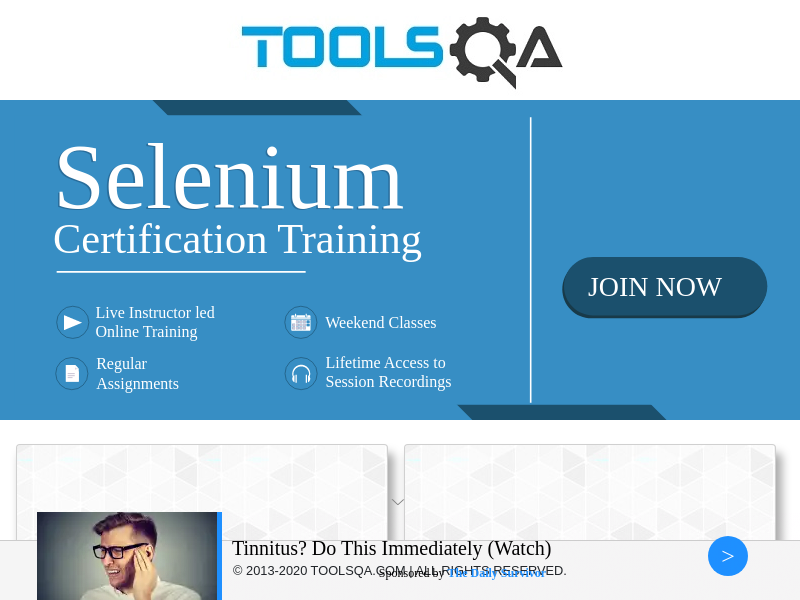 TOOLSQA
Selenium
Certification Training
JOIN NOW
Live Instructor led
Online Training
Weekend Classes
Regular
Assignments
Lifetime Access to
Session Recordings
Tinnitus? Do This Immediately (Watch)
© 2013-2020 TOOLSQA.COM | ALL RIGHTS RESERVED.
Sponsored by The Daily Survivor
>